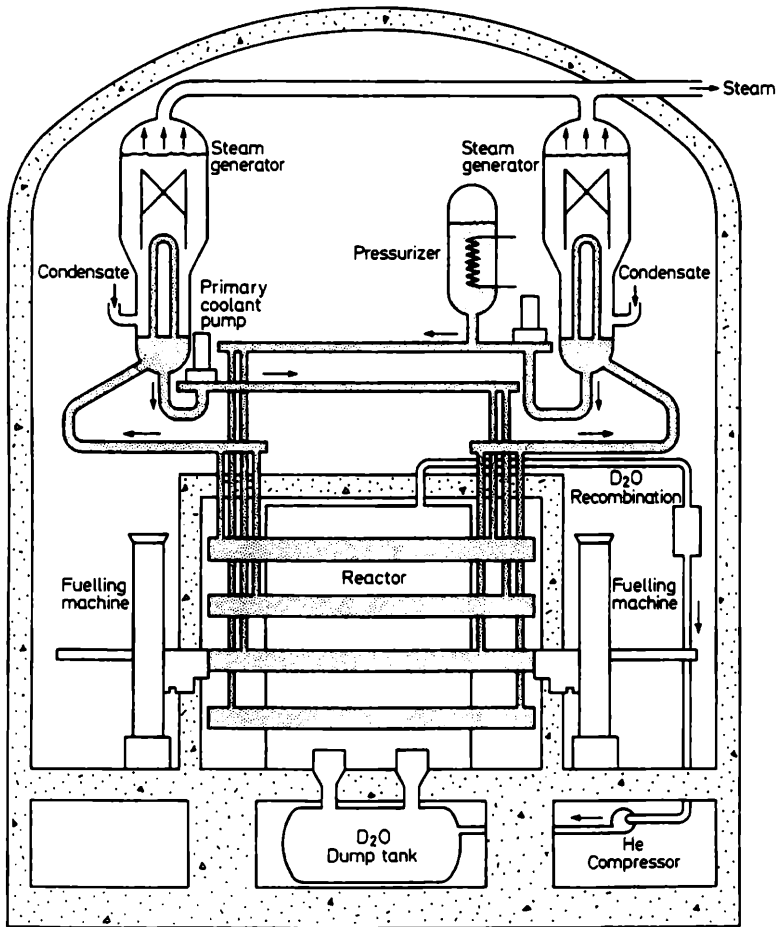 Steam
Steam
generator
Steam
generator
Pressurizer
Condensate
Condensate
Primary
coolant
pump
D2O
Recombination
Reactor
Fuelling
machine
Fuelling
machine
D2O
Dump tank
He
Compressor